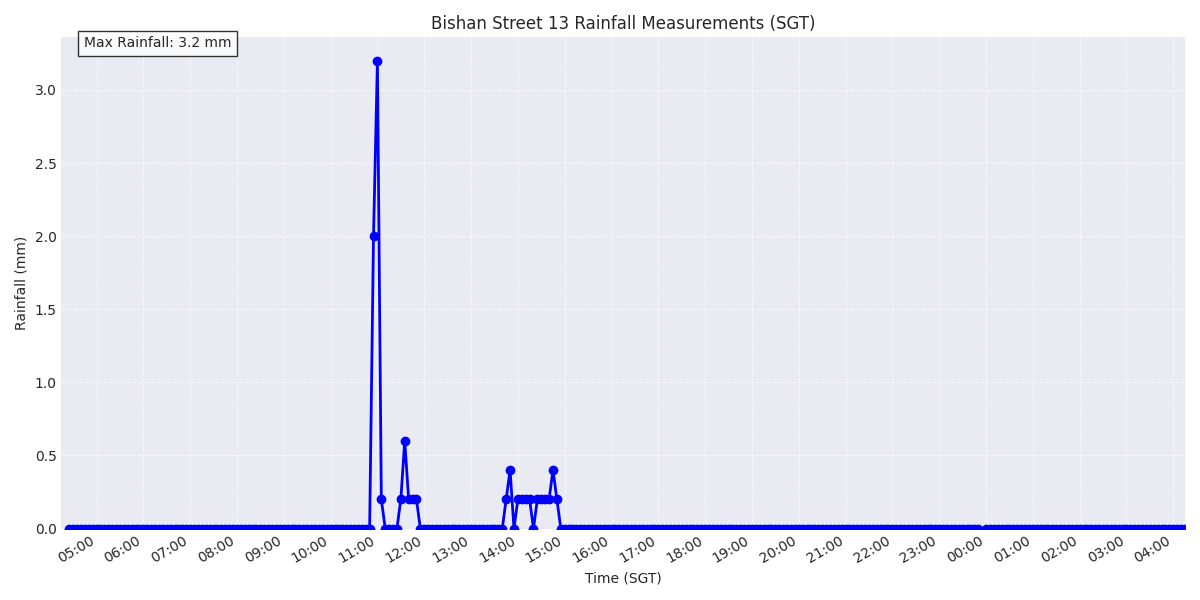 Bishan Street 13 Rainfall Measurements (SGT)
Max Rainfall: 3.2 mm
3.0
2.5
2.0
1.5
1.0
0.5
0.0
Rainfall (mm)
05:00 06:00 07:00 08:00 09:00 10:00 11:00 12:00 13:00 14:00 15:00 16:00 17:00 18:00 19:00 20:00 21:00 22:00 23:00 00:00 01:00 02:00 03:00 04:00
Time (SGT)